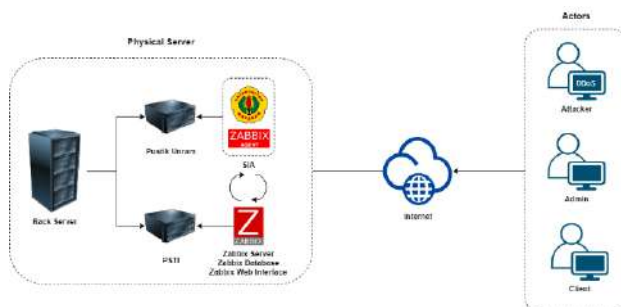 Actors
Physical Server
DDoS
Attacker
ZABBIX
AGENT
Pustik Unram
SIA
Rack Server
Internet
Admin
ZABBIX
PSTI
Zabbix Server
Zabbix Database
Zabbix Web Interface
Client